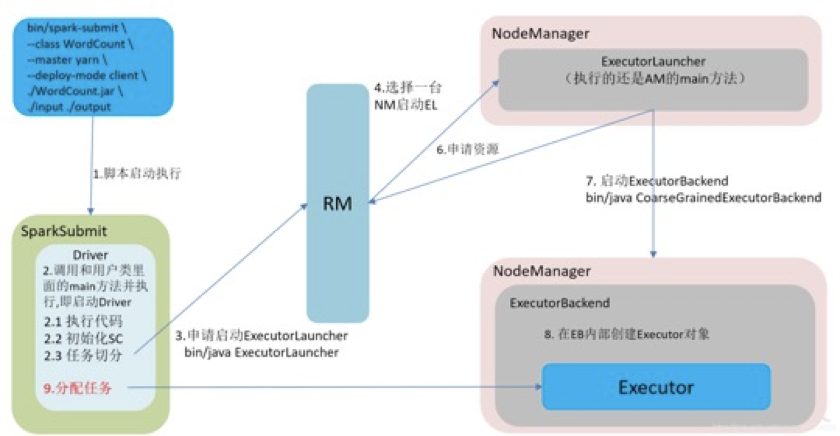 bin/spark-submit \
--class WordCount \
--master yarn \
--deploy-mode client \
./WordCount.jar \
./input ./output
1.脚本启动执行
SparkSubmit
Driver
2.调用和用户类里
面的main方法并执
行,即启动Driver
2.1 执行代码
2.2 初始化SC
2.3 任务切分
9.分配任务
3.申请启动ExecutorLauncher
bin/java ExecutorLauncher
RM
4.选择一台
NM启动EL
6.申请资源
NodeManager
ExecutorLauncher
（执行的还是AM的main方法）
7. 启动ExecutorBackend
bin/java CoarseGrainedExecutorBackend
NodeManager
ExecutorBackend
8. 在EB内部创建Executor对象
Executor